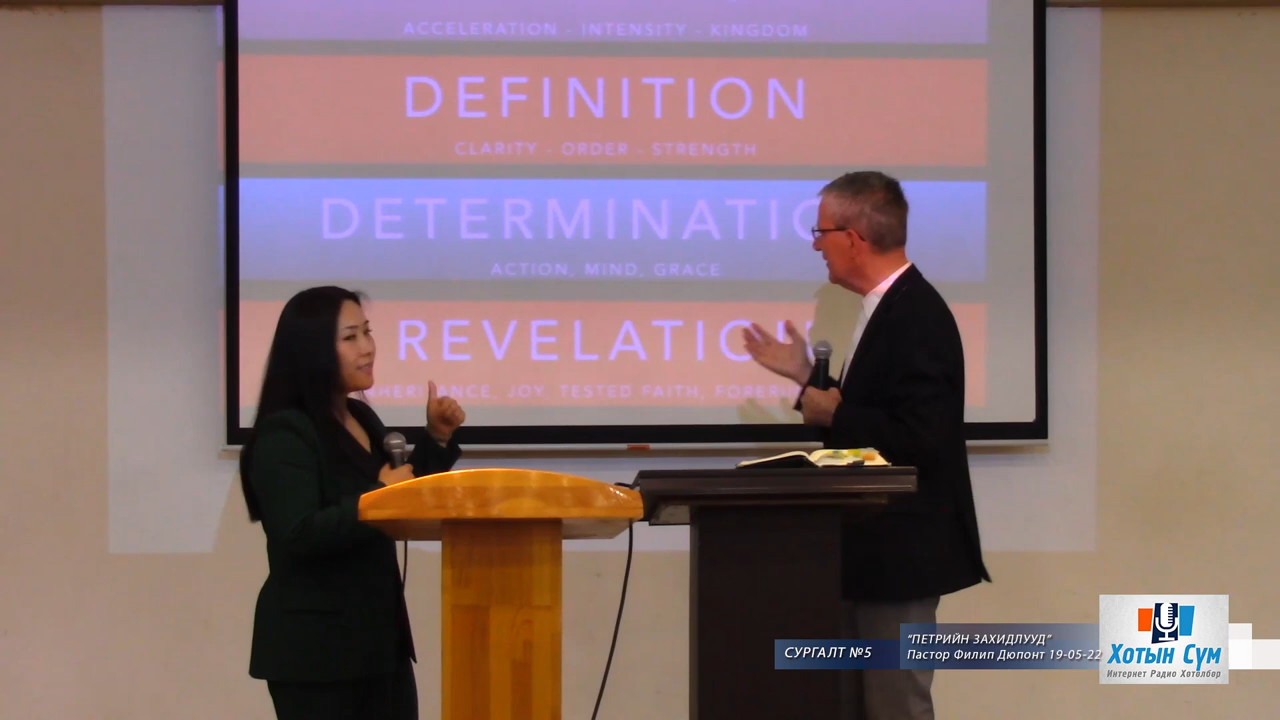 ACCELERATION - INTENSITY - KINGDOM
DEFINITION
CLARITY - ORDER - STRENGTH
DETERMINATIO
ACTION, MIND, GRACE
REVELATIO
JOY, TESTED FAITH,
СУРГАЛТ №5
"ПЕТРИЙН ЗАХИДЛУУД"
Пастор Филип Дюпонт 19-05-22
Хотын Сүм
Интернет Радио Хөтөлбөр